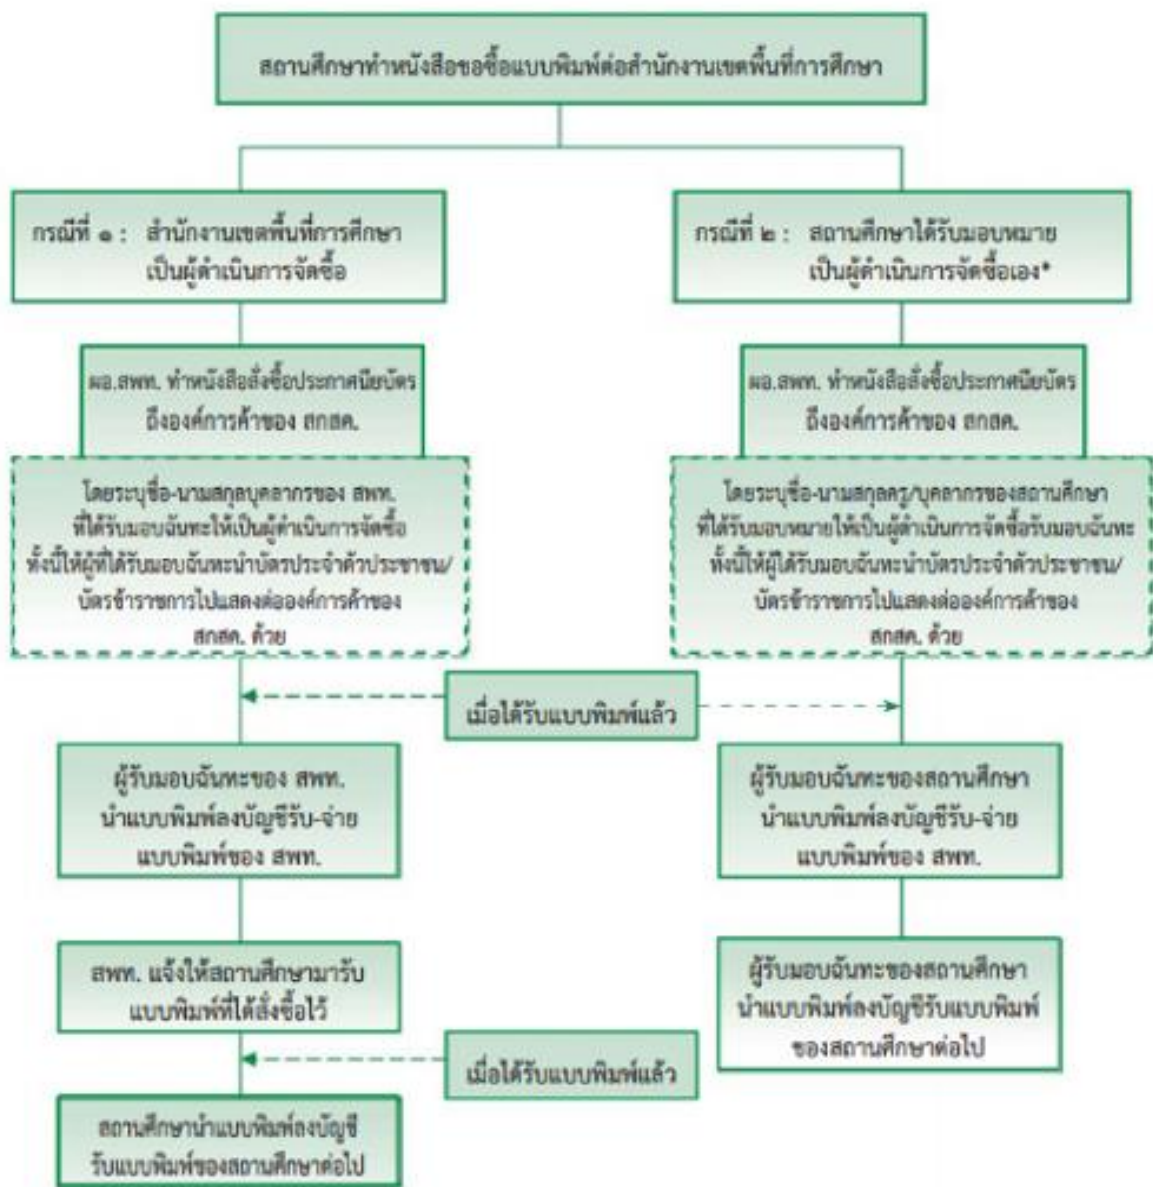 สถานศึกษาทำหนังสือขอซื้อแบบพิมพ์ต่อสำนักงานเขตพื้นที่การศึกษา
กรณีที่ ๑ : สำนักงานเขตพื้นที่การศึกษา
เป็นผู้ดำเนินการจัดซื้อ
ผอ.สพท. ทำหนังสือสั่งซื้อประกาศนียบัตร
ถึงองค์การค้าของ สกสค.
โดยระบุชื่อ-นามสกุลบุคลากรของ สพท.
ที่ได้รับมอบฉันทะให้เป็นผู้ดำเนินการจัดซื้อ
ทั้งนี้ให้ผู้ที่ได้รับมอบฉันทะนำบัตรประจำตัวประชาชน/
บัตรข้าราชการไปแสดงต่อองค์การค้าของ
สกสค. ด้วย
กรณีที่ ๒ : สถานศึกษาได้รับมอบหมาย
เป็นผู้ดำเนินการจัดซื้อเอง*
ผอ.สพท. ทำหนังสือสั่งซื้อประกาศนียบัตร
ถึงองค์การค้าของ สกสค.
โดยระบุชื่อ-นามสกุลครู/บุคลากรของสถานศึกษา
ที่ได้รับมอบหมายให้เป็นผู้ดำเนินการจัดซื้อรับมอบฉันทะ
ทั้งนี้ให้ผู้ได้รับมอบฉันทะนำบัตรประจำตัวประชาชน/
บัตรข้าราชการไปแสดงต่อองค์การค้าของ
สกสค. ด้วย
เมื่อได้รับแบบพิมพ์แล้ว
ผู้รับมอบฉันทะของ สพท.
นำแบบพิมพ์ลงบัญชีรับ-จ่าย
แบบพิมพ์ของ สพท.
สพท. แจ้งให้สถานศึกษามารับ
แบบพิมพ์ที่ได้สั่งซื้อไว้
เมื่อได้รับแบบพิมพ์แล้ว
สถานศึกษานำแบบพิมพ์ลงบัญชี
รับแบบพิมพ์ของสถานศึกษาต่อไป
ผู้รับมอบฉันทะของสถานศึกษา
นำแบบพิมพ์ลงบัญชีรับ-จ่าย
แบบพิมพ์ของ สพท.
ผู้รับมอบฉันทะของสถานศึกษา
นำแบบพิมพ์ลงบัญชีรับแบบพิมพ์
ของสถานศึกษาต่อไป